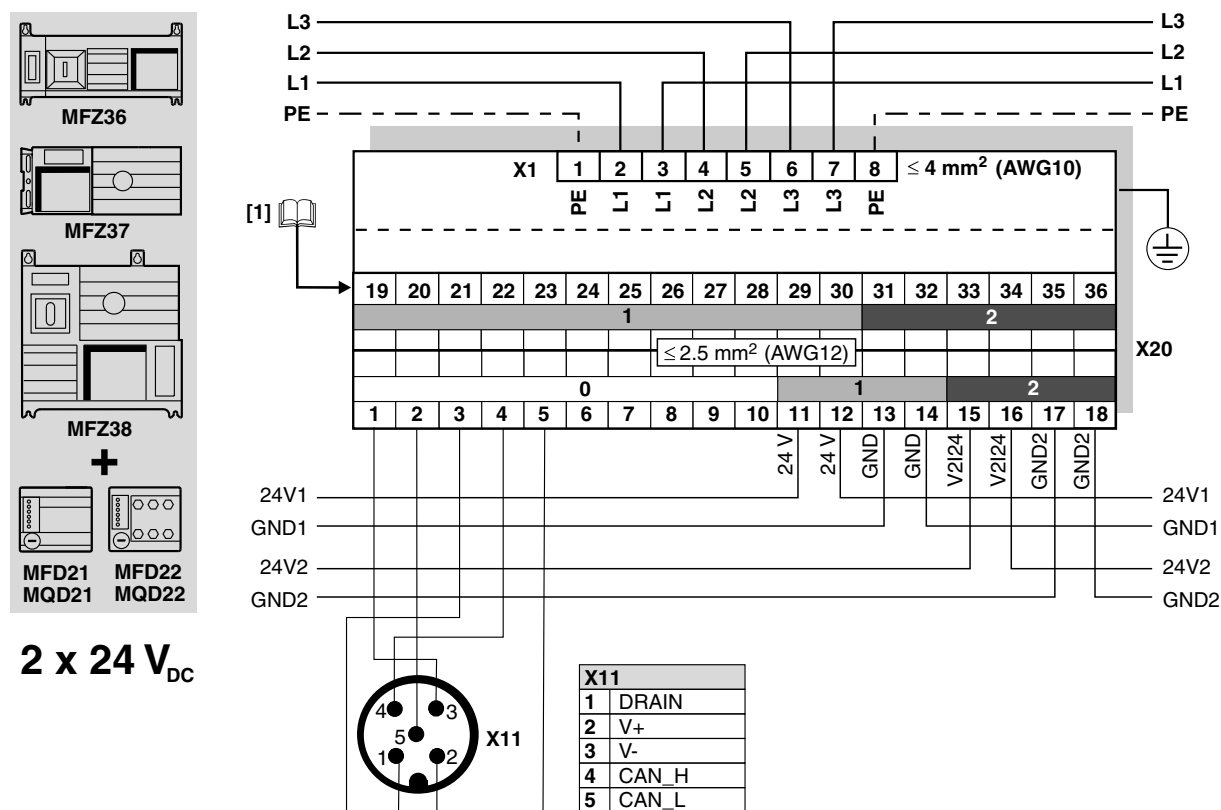 MFZ36
MFZ37
MFZ38
+
MFD21 MFD22
MQD21 MQD22
2 x 24 VDC
L3 L3
L2 L2
L1 L1
PE PE
X1 1 2 3 4 5 6 7 8 ≤ 4 mm² (AWG10)
PE L1 L1 L2 L2 L3 L3 PE
[1]
19 20 21 22 23 24 25 26 27 28 29 30 31 32 33 34 35 36
1 2
≤ 2.5 mm² (AWG12)
X20
0 1 2
1 2 3 4 5 6 7 8 9 10 11 12 13 14 15 16 17 18
24 V 24 V GND GND V2I24 V2I24 GND2 GND2
24V1 24V1
GND1 GND1
24V2 24V2
GND2 GND2
4 3
5
1 2
X11
X11
1 DRAIN
2 V+
3 V-
4 CAN_H
5 CAN_L